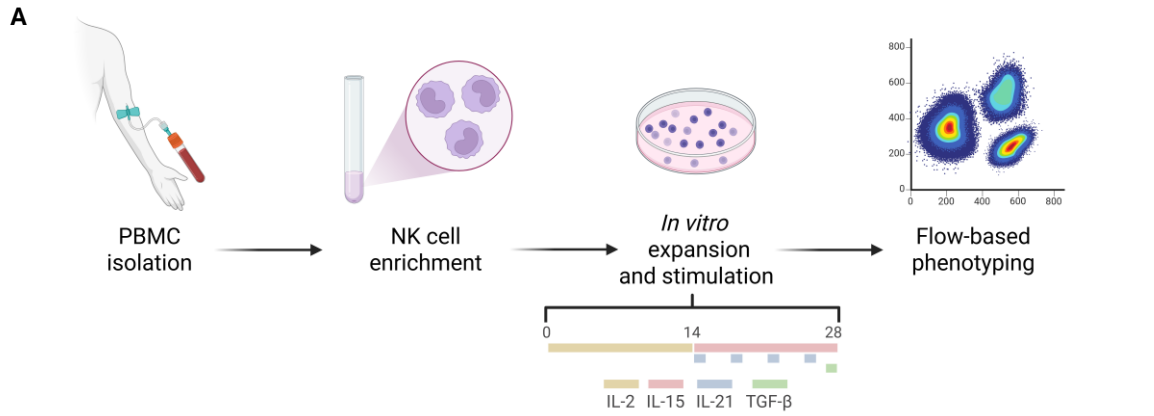 A
800
600
400
200
0
0 200 400 600 800
PBMC
isolation
NK cell
enrichment
In vitro
expansion
and stimulation
Flow-based
phenotyping
0 14 28
IL-2 IL-15 IL-21 TGF-β